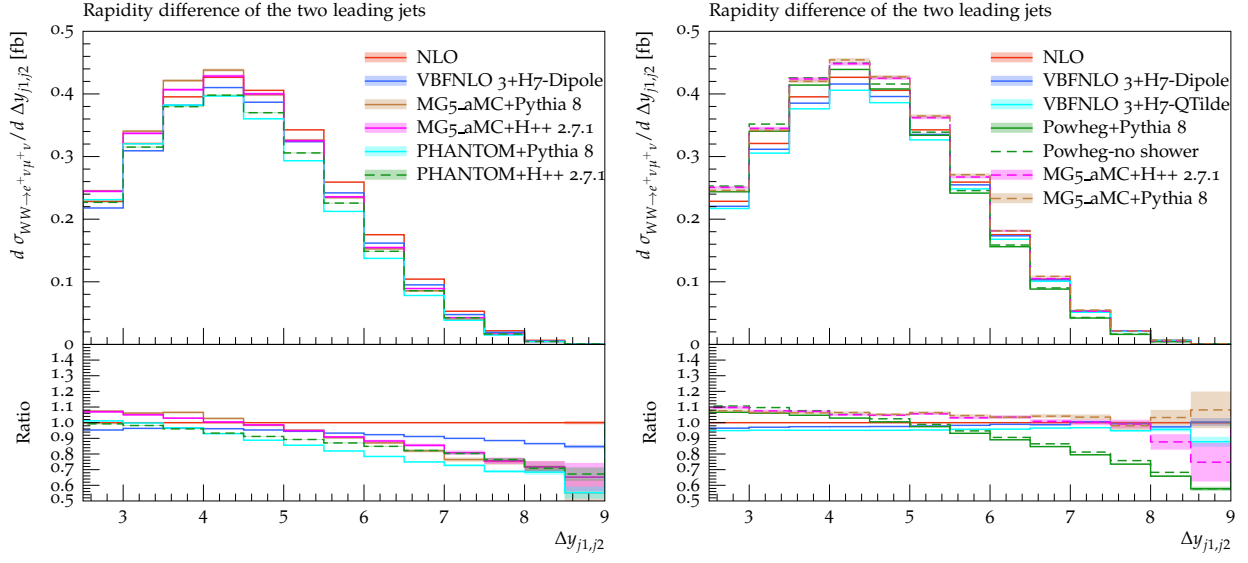 Rapidity difference of the two leading jets
d σ_{WW→e⁺νμ⁺ν}/d Δy_{j1,j2} [fb]
0.5
0.4
0.3
0.2
0.1
0
NLO
VBFNLO 3+H7-Dipole
MG5_aMC+Pythia 8
MG5_aMC+H++ 2.7.1
PHANTOM+Pythia 8
PHANTOM+H++ 2.7.1
Ratio
1.4
1.3
1.2
1.1
1.0
0.9
0.8
0.7
0.6
0.5
3 4 5 6 7 8 9
Δy_{j1,j2}
Rapidity difference of the two leading jets
d σ_{WW→e⁺νμ⁺ν}/d Δy_{j1,j2} [fb]
0.5
0.4
0.3
0.2
0.1
0
NLO
VBFNLO 3+H7-Dipole
VBFNLO 3+H7-QTilde
Powheg+Pythia 8
Powheg-no shower
MG5_aMC+H++ 2.7.1
MG5_aMC+Pythia 8
Ratio
1.4
1.3
1.2
1.1
1.0
0.9
0.8
0.7
0.6
0.5
3 4 5 6 7 8 9
Δy_{j1,j2}